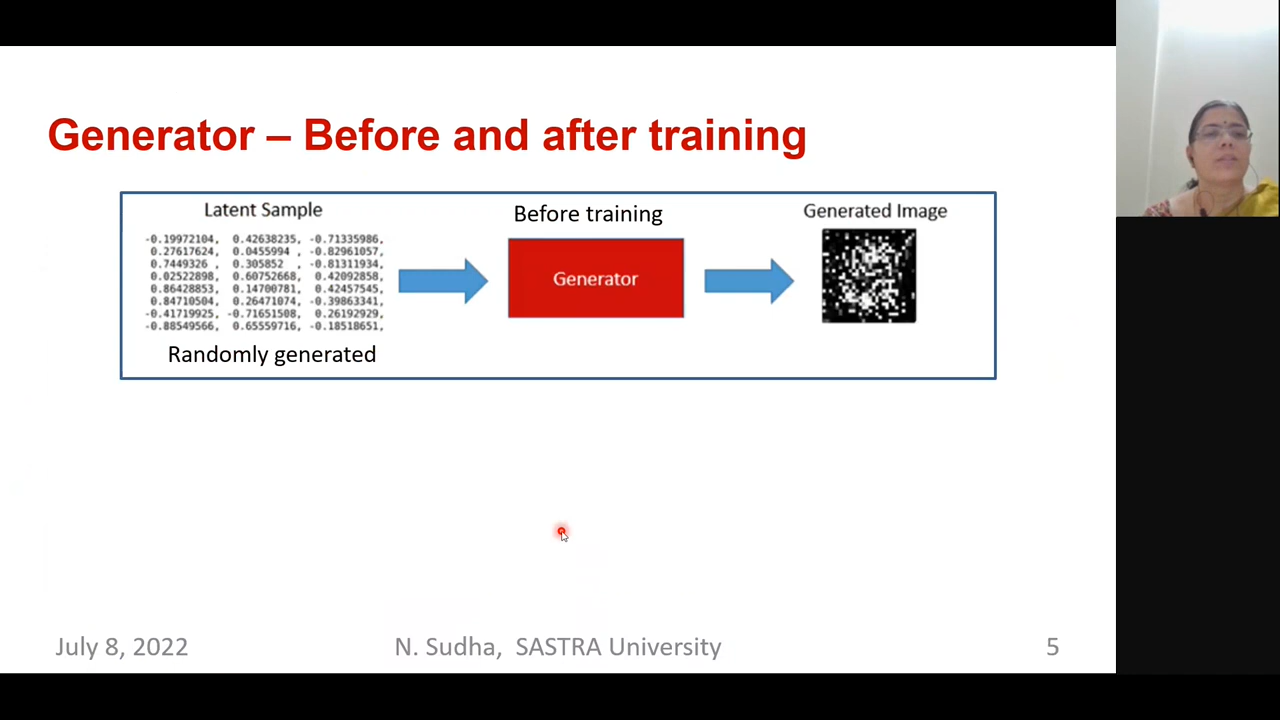 Generator – Before and after training
Latent Sample
-0.19972104, 0.42638235, -0.71335986,
0.27617624, 0.0455994 , -0.82961057,
0.7449326 , 0.305852 , -0.81311934,
0.02522898, 0.60752668, 0.42092858,
0.86428853, 0.14700781, 0.42457545,
0.84710504, 0.26471074, -0.39863341,
-0.41719925, -0.71651508, 0.26192929,
-0.88549566, 0.65559716, -0.18518651,
Randomly generated
Before training
Generator
Generated Image
July 8, 2022
N. Sudha, SASTRA University
5